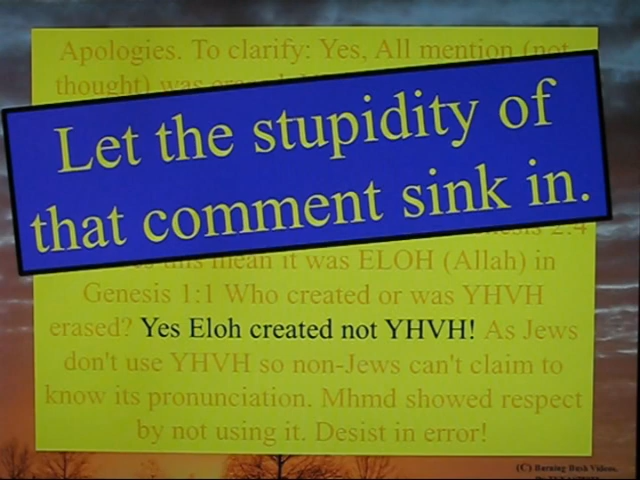 Apologies. To clarify: Yes, All mention (not
thought) was
Let the stupidity of
that comment sink in.
2:4
this mean it was ELOH (Allah) in
Genesis 1:1 Who created or was YHVH
erased? Yes Eloh created not YHVH! As Jews
don't use YHVH so non-Jews can't claim to
know its pronunciation. Mhmd showed respect
by not using it. Desist in error!
(C) Burning Bush Videos.